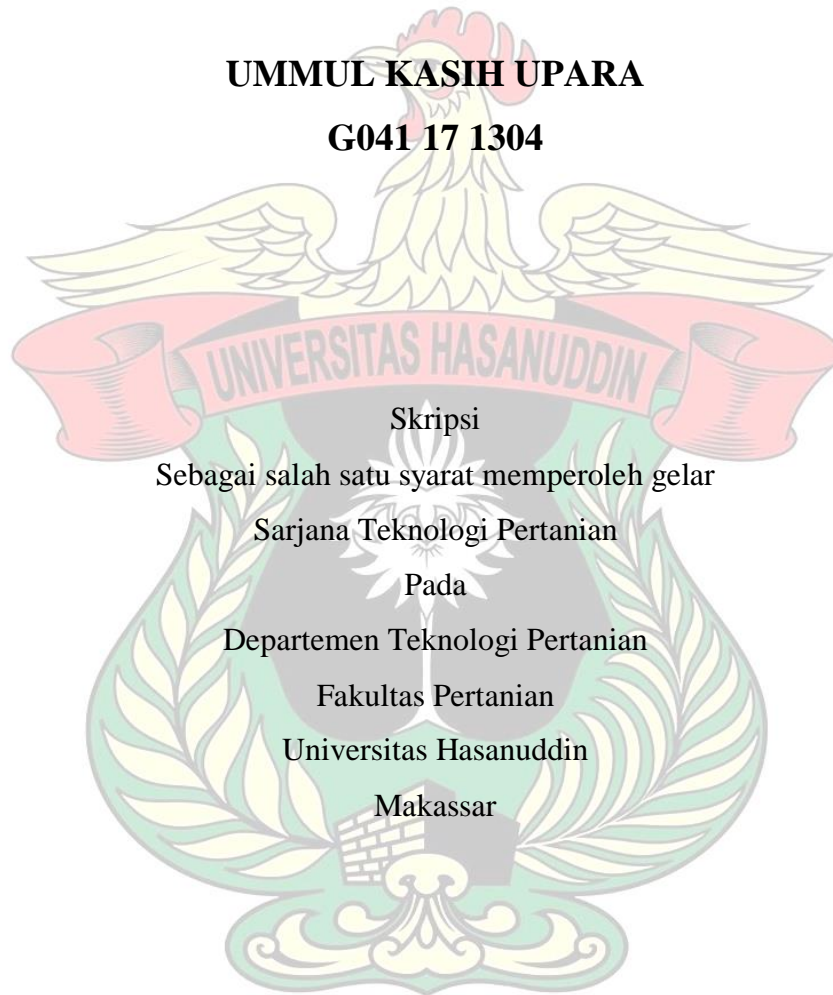 UMMUL KASIH UPARA
G041 17 1304
UNIVERSITAS HASANUDDIN
Skripsi
Sebagai salah satu syarat memperoleh gelar
Sarjana Teknologi Pertanian
Pada
Departemen Teknologi Pertanian
Fakultas Pertanian
Universitas Hasanuddin
Makassar